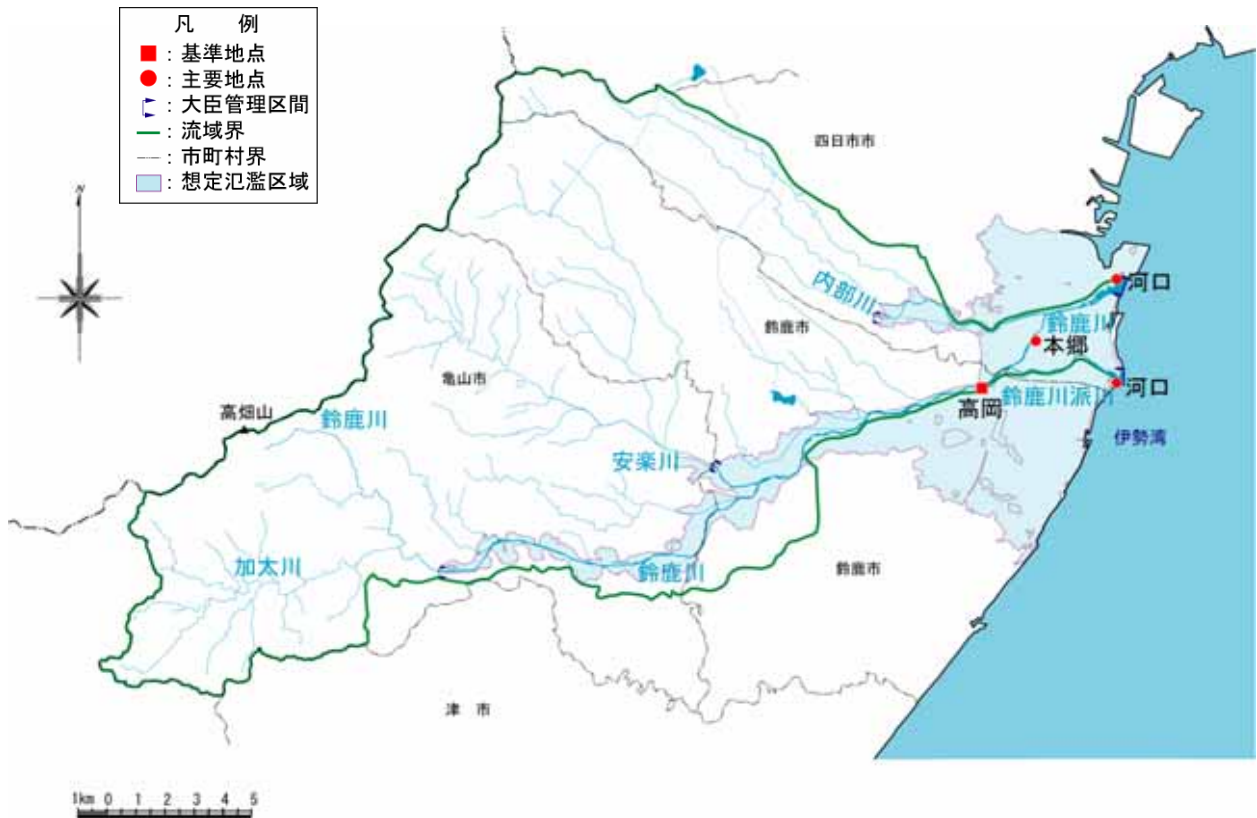 凡 例
■：基準地点
●：主要地点
：大臣管理区間
：流域界
：市町村界
：想定氾濫区域
N
四日市市
内部川
河口
鈴鹿川
本郷
鈴鹿市
亀山市
高岡
鈴鹿川派川
河口
高畑山
鈴鹿川
安楽川
伊勢湾
加太川
鈴鹿川
鈴鹿市
津 市
1km 0 1 2 3 4 5